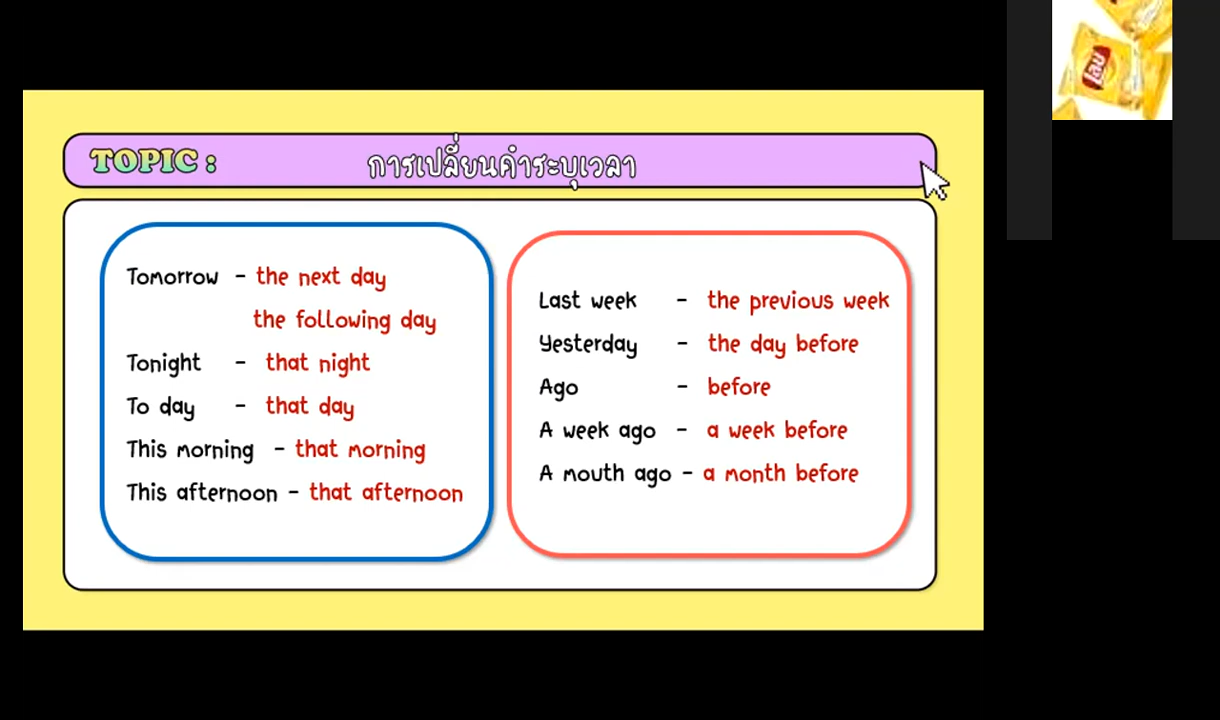 TOPIC :
การเปลี่ยนคำระบุเวลา
Tomorrow - the next day
the following day
Tonight - that night
To day - that day
This morning - that morning
This afternoon - that afternoon
Last week - the previous week
Yesterday - the day before
Ago - before
A week ago - a week before
A mouth ago - a month before
เลย์